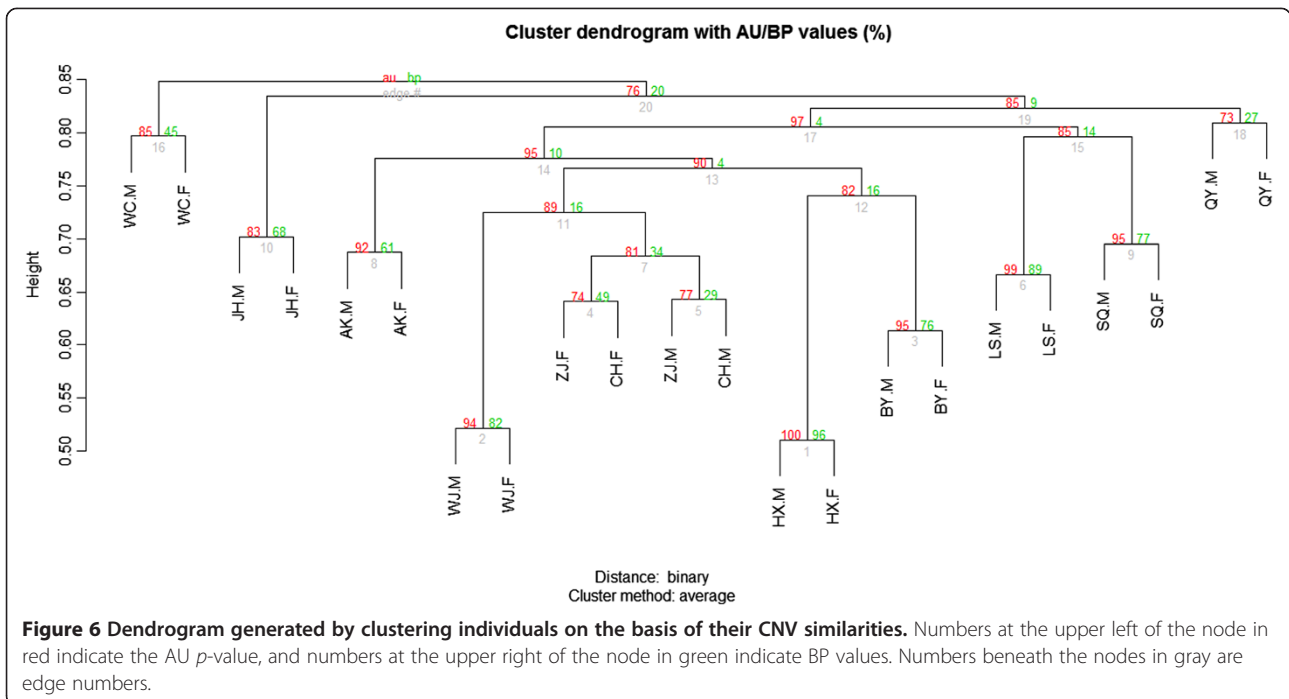 Cluster dendrogram with AU/BP values (%)
Height
0.85
0.80
0.75
0.70
0.65
0.60
0.55
0.50
au bp
edge #
76 20
20
85 9
19
97 4
17
73 27
18
85 45
16
85 14
15
95 10
14
90 4
13
82 16
12
89 16
11
83 68
10
95 77
9
92 61
8
81 34
7
99 89
6
77 29
5
74 49
4
95 76
3
94 82
2
100 96
1
WC.M
WC.F
JH.M
JH.F
AK.M
AK.F
WJ.M
WJ.F
ZJ.F
CH.F
ZJ.M
CH.M
HX.M
HX.F
BY.M
BY.F
LS.M
LS.F
SQ.M
SQ.F
QY.M
QY.F
Distance: binary
Cluster method: average
Figure 6 Dendrogram generated by clustering individuals on the basis of their CNV similarities. Numbers at the upper left of the node in
red indicate the AU p-value, and numbers at the upper right of the node in green indicate BP values. Numbers beneath the nodes in gray are
edge numbers.